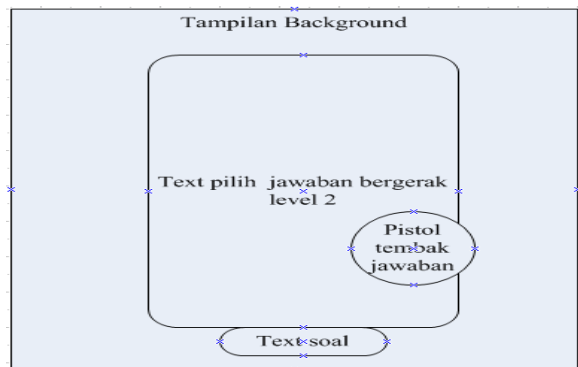 Tampilan Background
Text pilih jawaban bergerak
level 2
Pistol
tembak
jawaban
Text soal